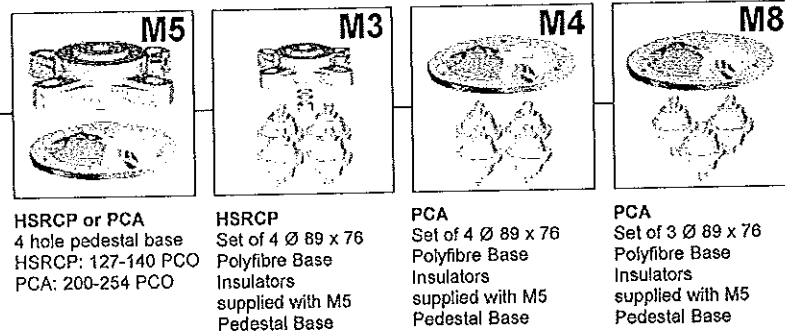 M5
HSRCP or PCA
4 hole pedestal base
HSRCP: 127-140 PCO
PCA: 200-254 PCO
M3
HSRCP
Set of 4 Ø 89 x 76
Polyfibre Base
Insulators
supplied with M5
Pedestal Base
M4
PCA
Set of 4 Ø 89 x 76
Polyfibre Base
Insulators
supplied with M5
Pedestal Base
M8
PCA
Set of 3 Ø 89 x 76
Polyfibre Base
Insulators
supplied with M5
Pedestal Base